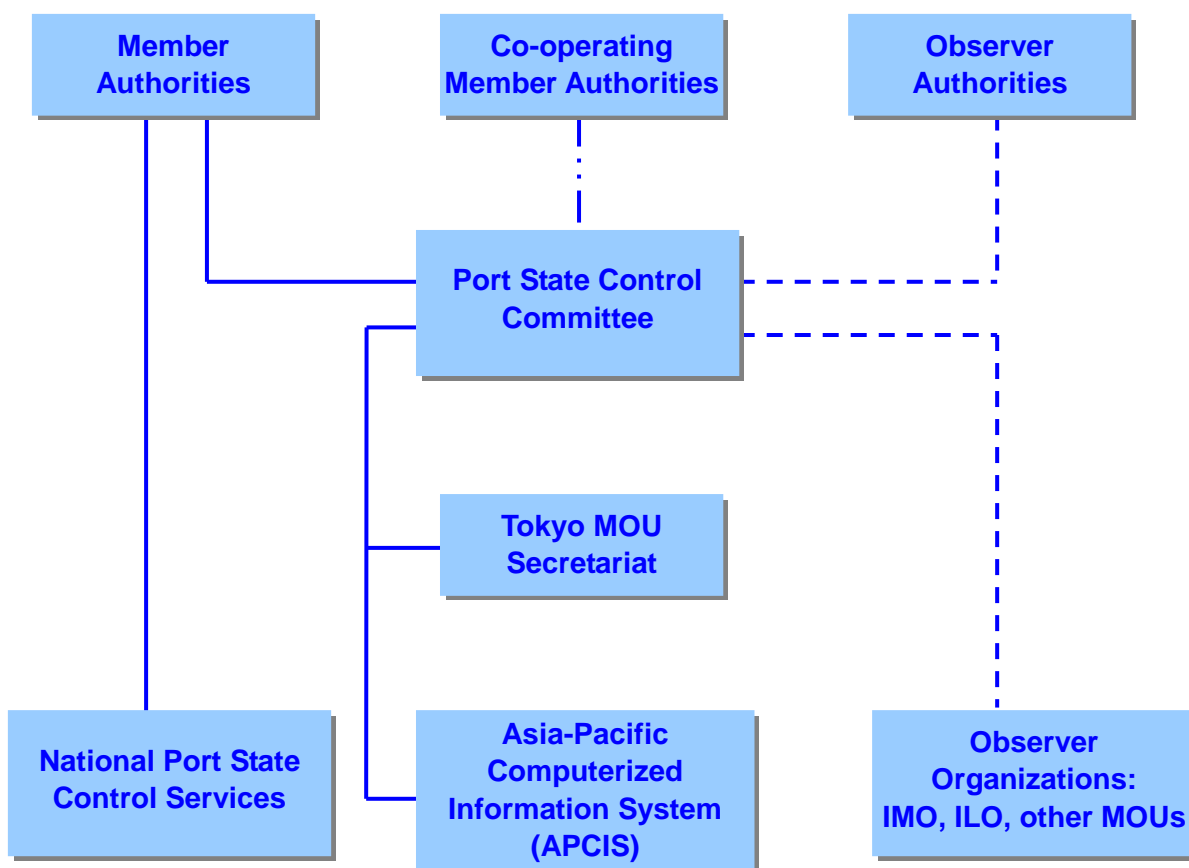 Member
Authorities
Co-operating
Member Authorities
Observer
Authorities
Port State Control
Committee
Tokyo MOU
Secretariat
National Port State
Control Services
Asia-Pacific
Computerized
Information System
(APCIS)
Observer
Organizations:
IMO, ILO, other MOUs